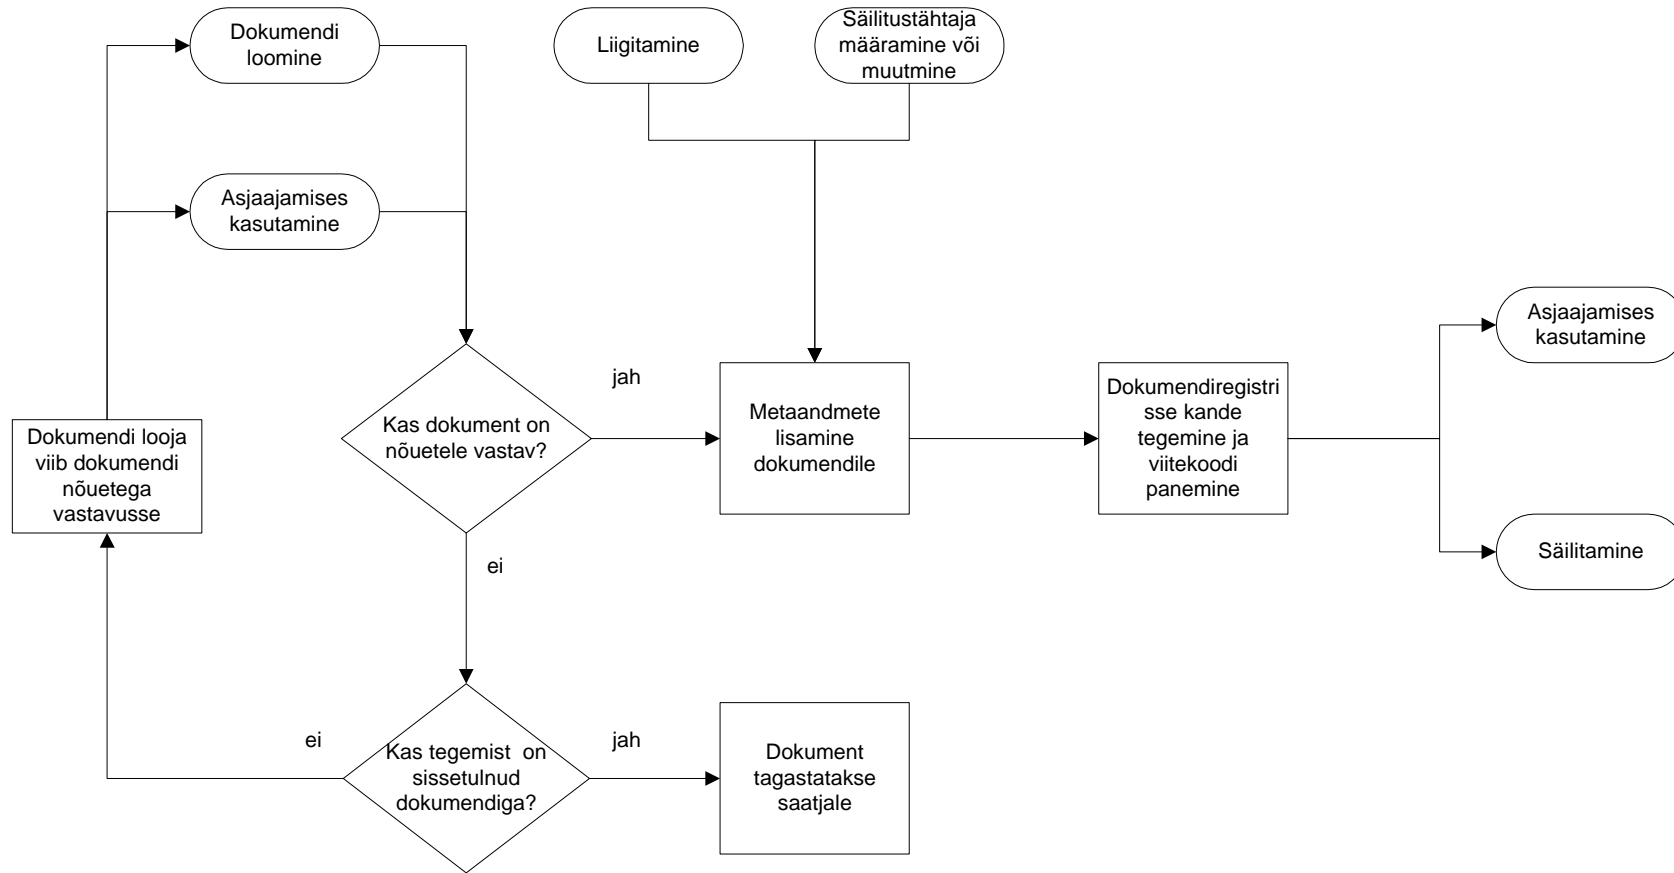 Dokumendi
loomine
Liigitamine
Säilitustähtaja
määramine või
muutmine
Asjaajamises
kasutamine
Asjaajamises
kasutamine
jah
Kas dokument on
nõuetele vastav?
Metaandmete
lisamine
dokumendile
Dokumendiregistri
sse kande
tegemine ja
viitekoodi
panemine
Dokumendi looja
viib dokumendi
nõuetega
vastavusse
ei
Säilitamine
ei
Kas tegemist  on
sissetulnud
dokumendiga?
jah
Dokument
tagastatakse
saatjale